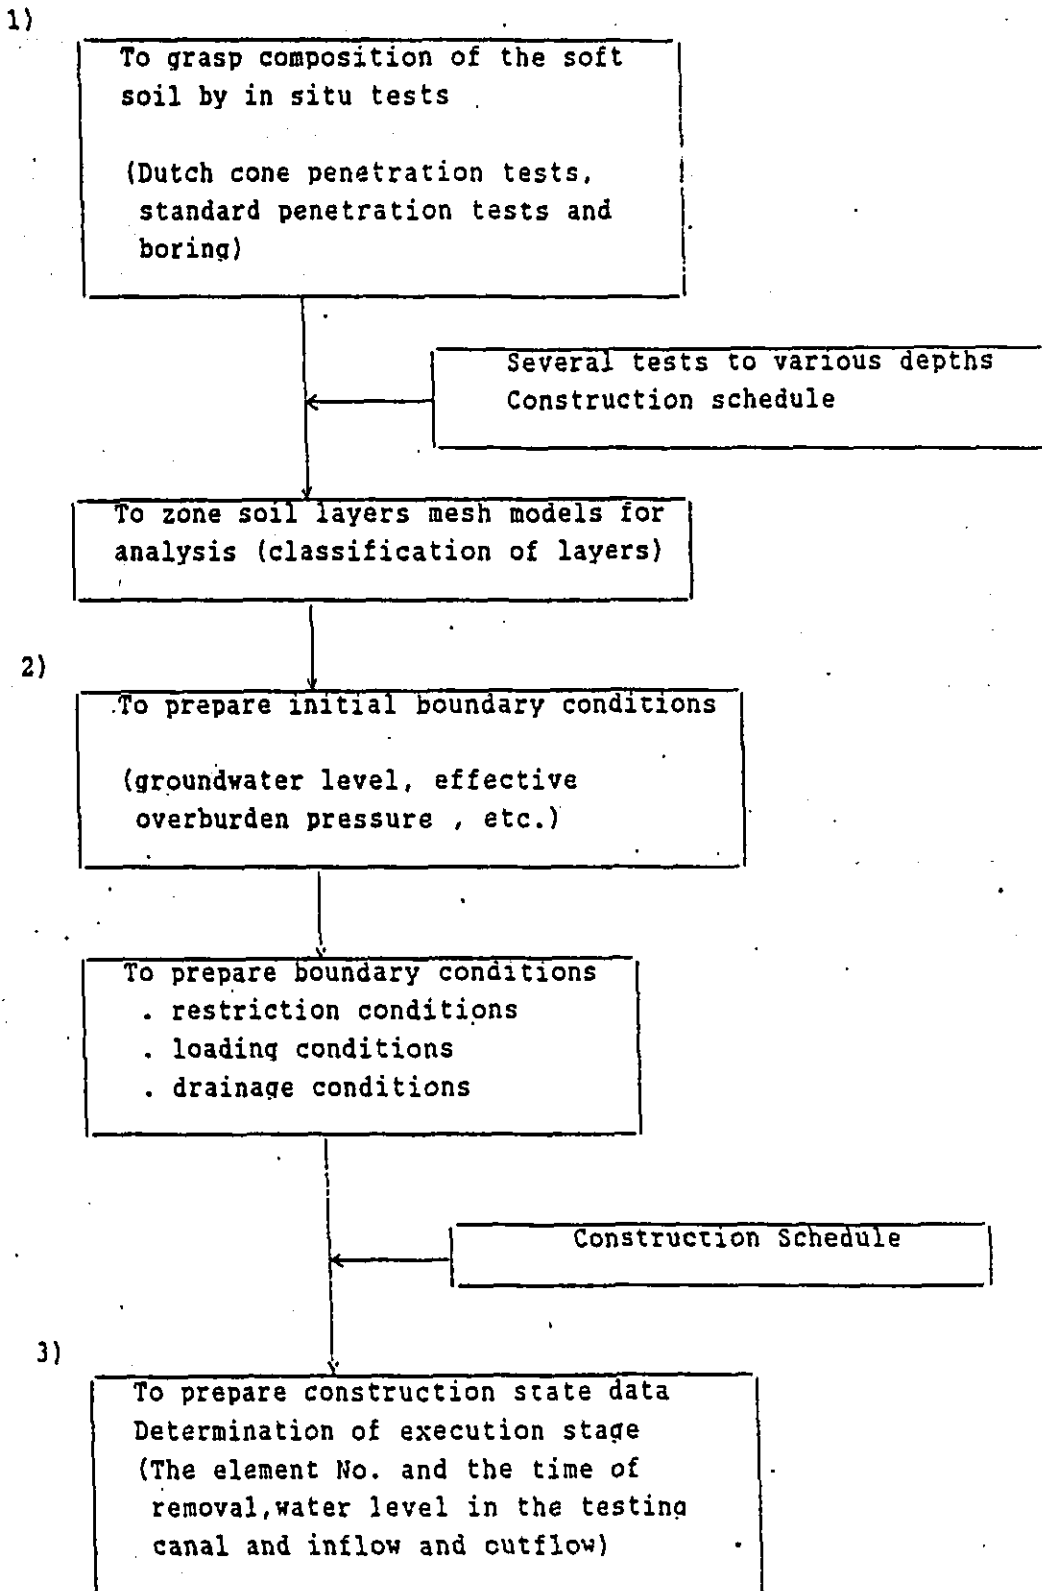 1)
To grasp composition of the soft
soil by in situ tests
(Dutch cone penetration tests,
standard penetration tests and
boring)
Several tests to various depths
Construction schedule
To zone soil layers mesh models for
analysis (classification of layers)
2)
To prepare initial boundary conditions
(groundwater level, effective
overburden pressure , etc.)
To prepare boundary conditions
. restriction conditions
. loading conditions
. drainage conditions
Construction Schedule
3)
To prepare construction state data
Determination of execution stage
(The element No. and the time of
removal,water level in the testing
canal and inflow and outflow)